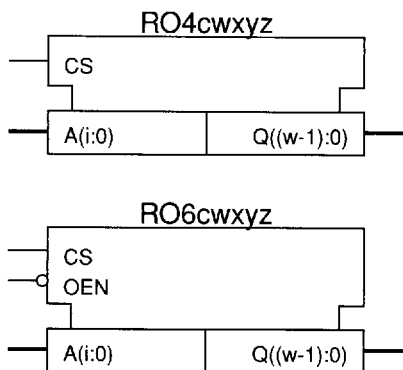 RO4cwxyz
CS
A(i:0) Q((w-1):0)
RO6cwxyz
CS
OEN
A(i:0) Q((w-1):0)